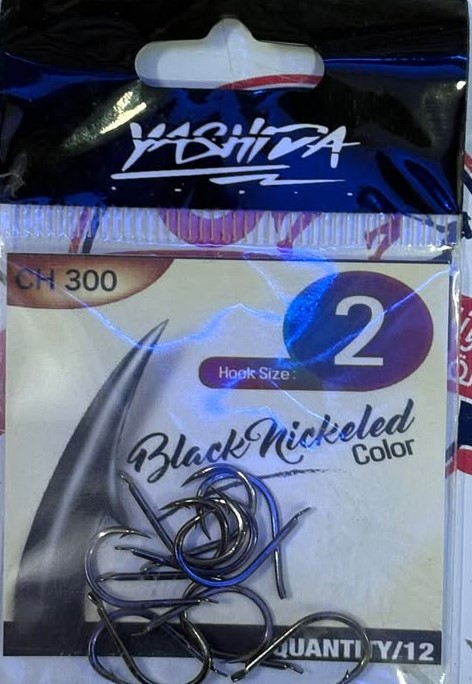 YASHIDA
CH 300
2
Hook Size:
Black Nickeled
Color
QUANTITY/12